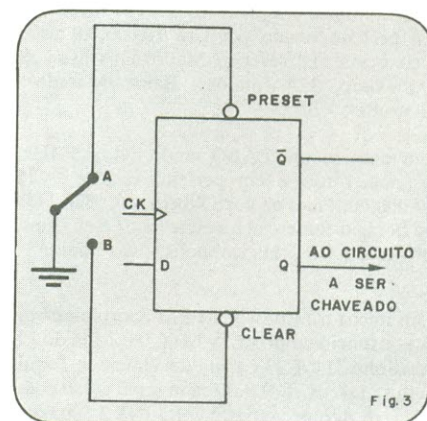 PRESET
A
Q̄
CK
AO CIRCUITO
B
D
Q
A SER
CHAVEADO
CLEAR
Fig. 3